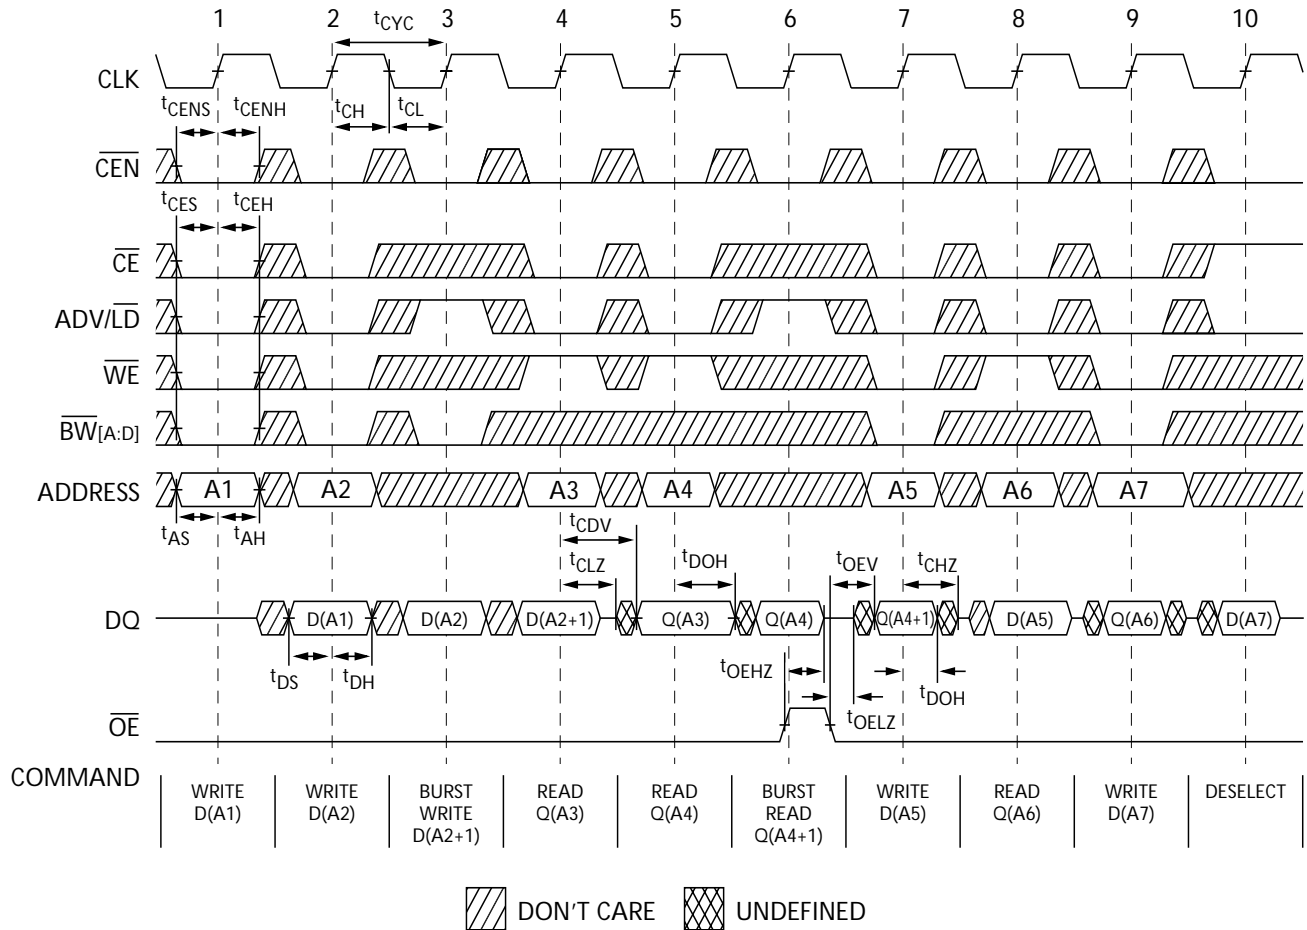 1 2 tCYC 3 4 5 6 7 8 9 10
CLK
tCENS tCENH tCH tCL
CEN
tCES tCEH
CE
ADV/LD
WE
BW[A:D]
ADDRESS A1 A2 A3 A4 A5 A6 A7
tAS tAH tCDV
tCLZ tDOH tOEV tCHZ
DQ D(A1) D(A2) D(A2+1) Q(A3) Q(A4) Q(A4+1) D(A5) Q(A6) D(A7)
tDS tDH tOEHZ tDOH
tOELZ
OE
COMMAND
WRITE
D(A1)
WRITE
D(A2)
BURST
WRITE
D(A2+1)
READ
Q(A3)
READ
Q(A4)
BURST
READ
Q(A4+1)
WRITE
D(A5)
READ
Q(A6)
WRITE
D(A7)
DESELECT
DON'T CARE UNDEFINED